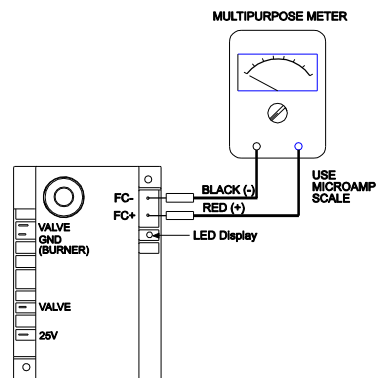 MULTIPURPOSE METER
USE
MICROAMP
SCALE
FC-
BLACK (-)
FC+
RED (+)
LED Display
VALVE
GND
(BURNER)
VALVE
25V